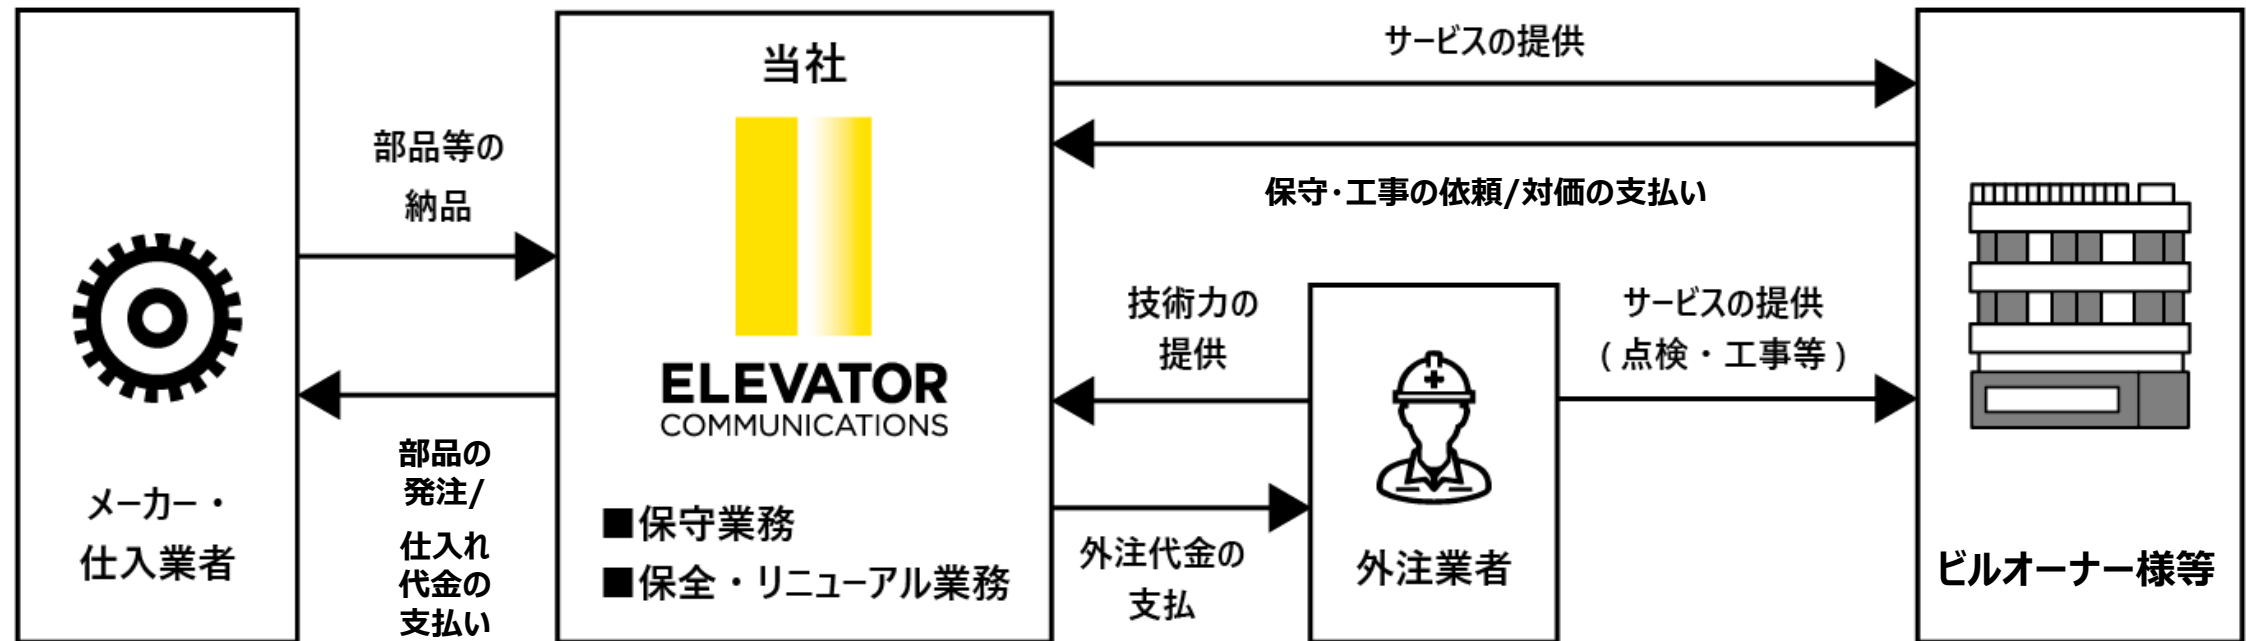 メーカー・
仕入業者
部品等の
納品
部品の
発注/
仕入れ
代金の
支払い
当社
ELEVATOR
COMMUNICATIONS
■保守業務
■保全・リニューアル業務
サービスの提供
保守・工事の依頼/対価の支払い
技術力の
提供
外注代金の
支払
外注業者
サービスの提供
(点検・工事等)
ビルオーナー様等